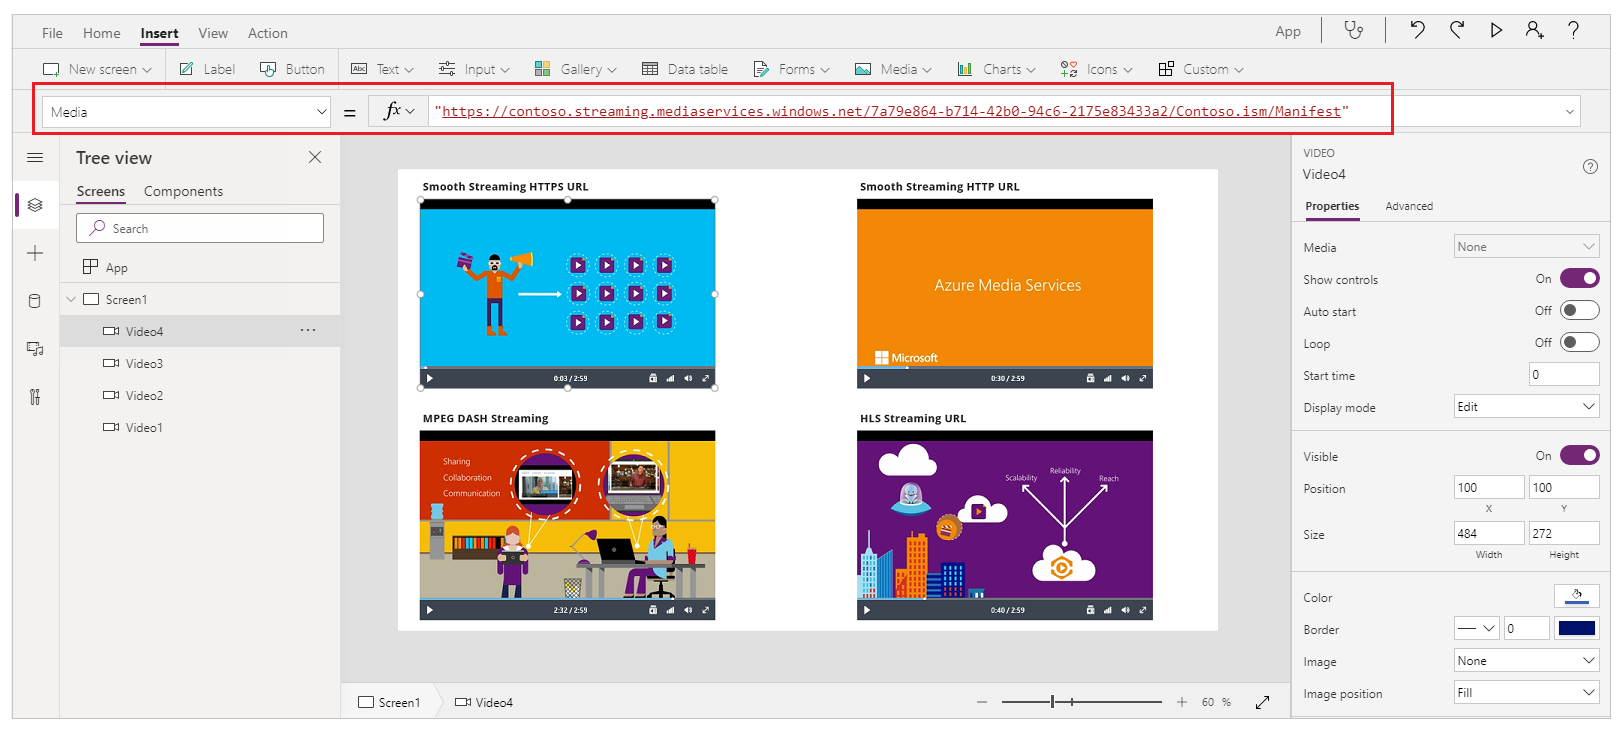 File Home Insert View Action App
New screen Label Button Text Input Gallery Data table Forms Media Charts Icons Custom
Media = fx "https://contoso.streaming.mediaservices.windows.net/7a79e864-b714-42b0-94c6-2175e83433a2/Contoso.ism/Manifest"
Tree view
Screens Components
Search
App
Screen1
Video4 ...
Video3
Video2
Video1
Smooth Streaming HTTPS URL
0:03 / 2:59
Smooth Streaming HTTP URL
Azure Media Services
Microsoft
0:30 / 2:59
MPEG DASH Streaming
Sharing
Collaboration
Communication
2:32 / 2:59
HLS Streaming URL
Scalability Reliability Reach
0:40 / 2:59
Screen1 Video4 60 %
VIDEO
Video4
Properties Advanced
Media None
Show controls On
Auto start Off
Loop Off
Start time 0
Display mode Edit
Visible On
Position 100 100
X Y
Size 484 272
Width Height
Color
Border 0
Image None
Image position Fill